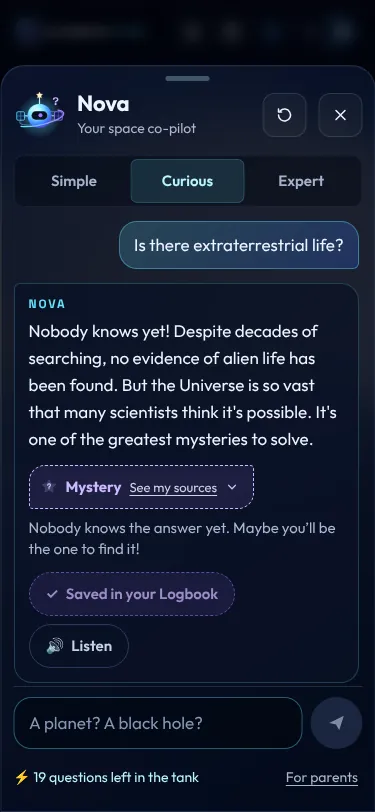 Nova
Your space co-pilot
Simple
Curious
Expert
Is there extraterrestrial life?
NOVA
Nobody knows yet! Despite decades of
searching, no evidence of alien life has
been found. But the Universe is so vast
that many scientists think it's possible. It's
one of the greatest mysteries to solve.
? Mystery See my sources
Nobody knows the answer yet. Maybe you'll be
the one to find it!
✓ Saved in your Logbook
🔊 Listen
A planet? A black hole?
⚡ 19 questions left in the tank
For parents